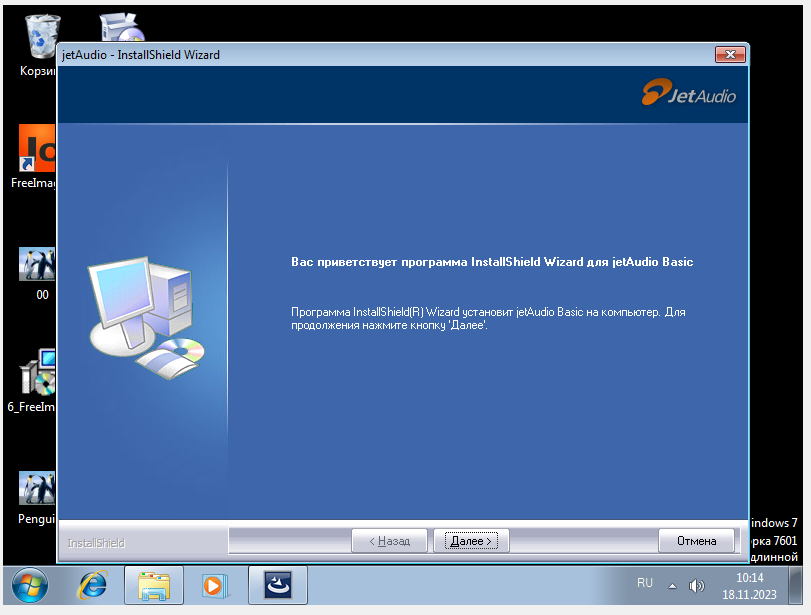 jetAudio - InstallShield Wizard
JetAudio
Корзи
FreeIma
00
6_FreeIm
Pengui
Вас приветствует программа InstallShield Wizard для jetAudio Basic
Программа InstallShield(R) Wizard установит jetAudio Basic на компьютер. Для
продолжения нажмите кнопку 'Далее'.
InstallShield
< Назад
Далее >
Отмена
indows 7
рка 7601
длинной
RU
10:14
18.11.2023